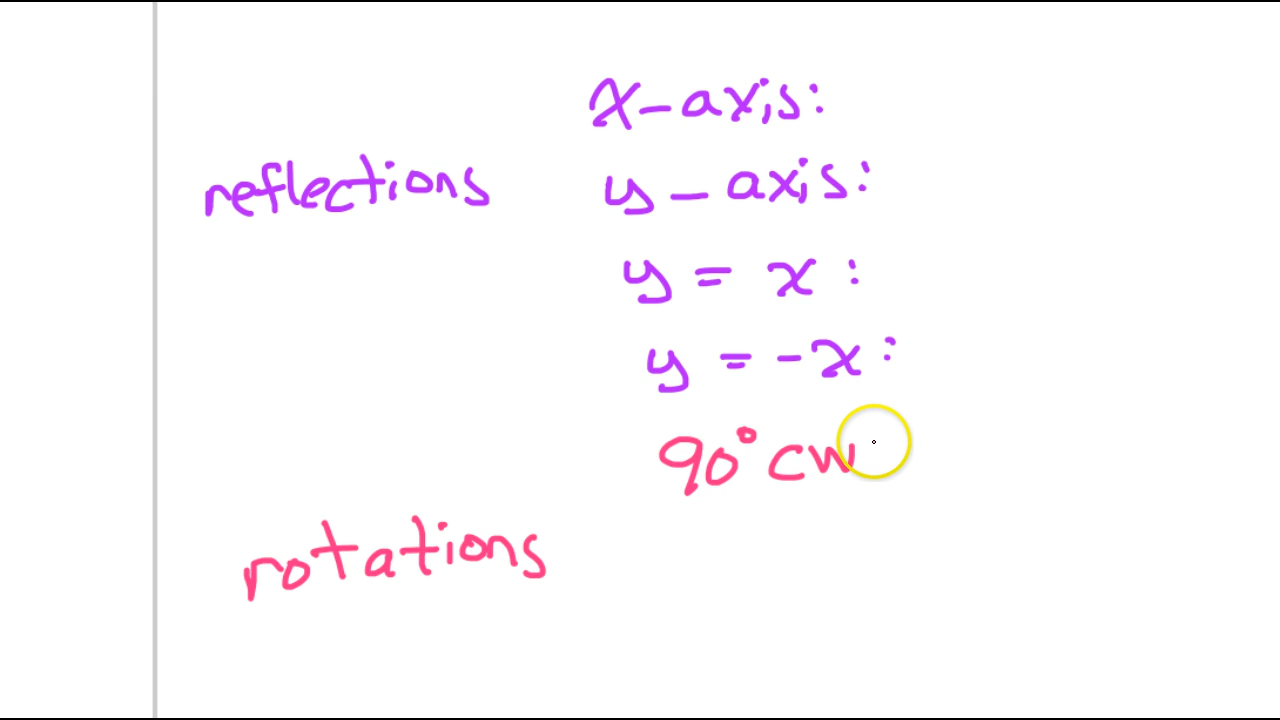 x-axis:
reflections
y-axis:
y = x:
y = -x:
90° cw
rotations